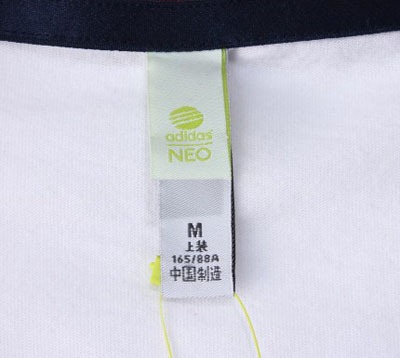 adidas
NEO
M
上装
165/88A
中国制造